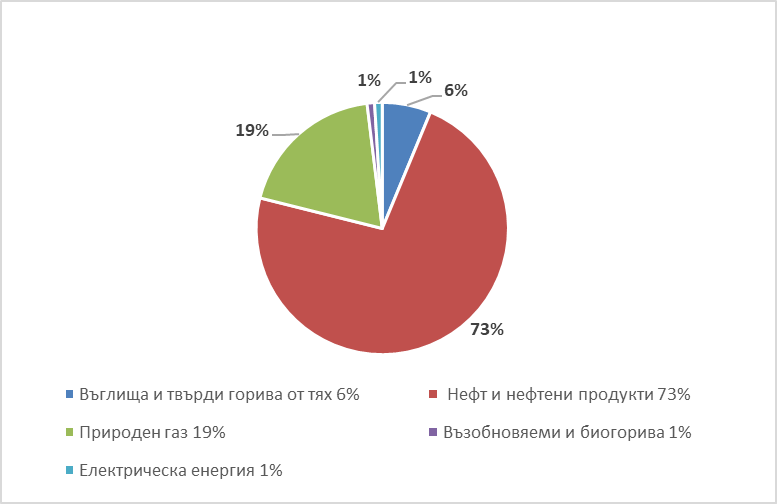 1%
1%
6%
19%
73%
Въглища и твърди горива от тях 6%
Нефт и нефтени продукти 73%
Природен газ 19%
Възобновяеми и биогорива 1%
Електрическа енергия 1%